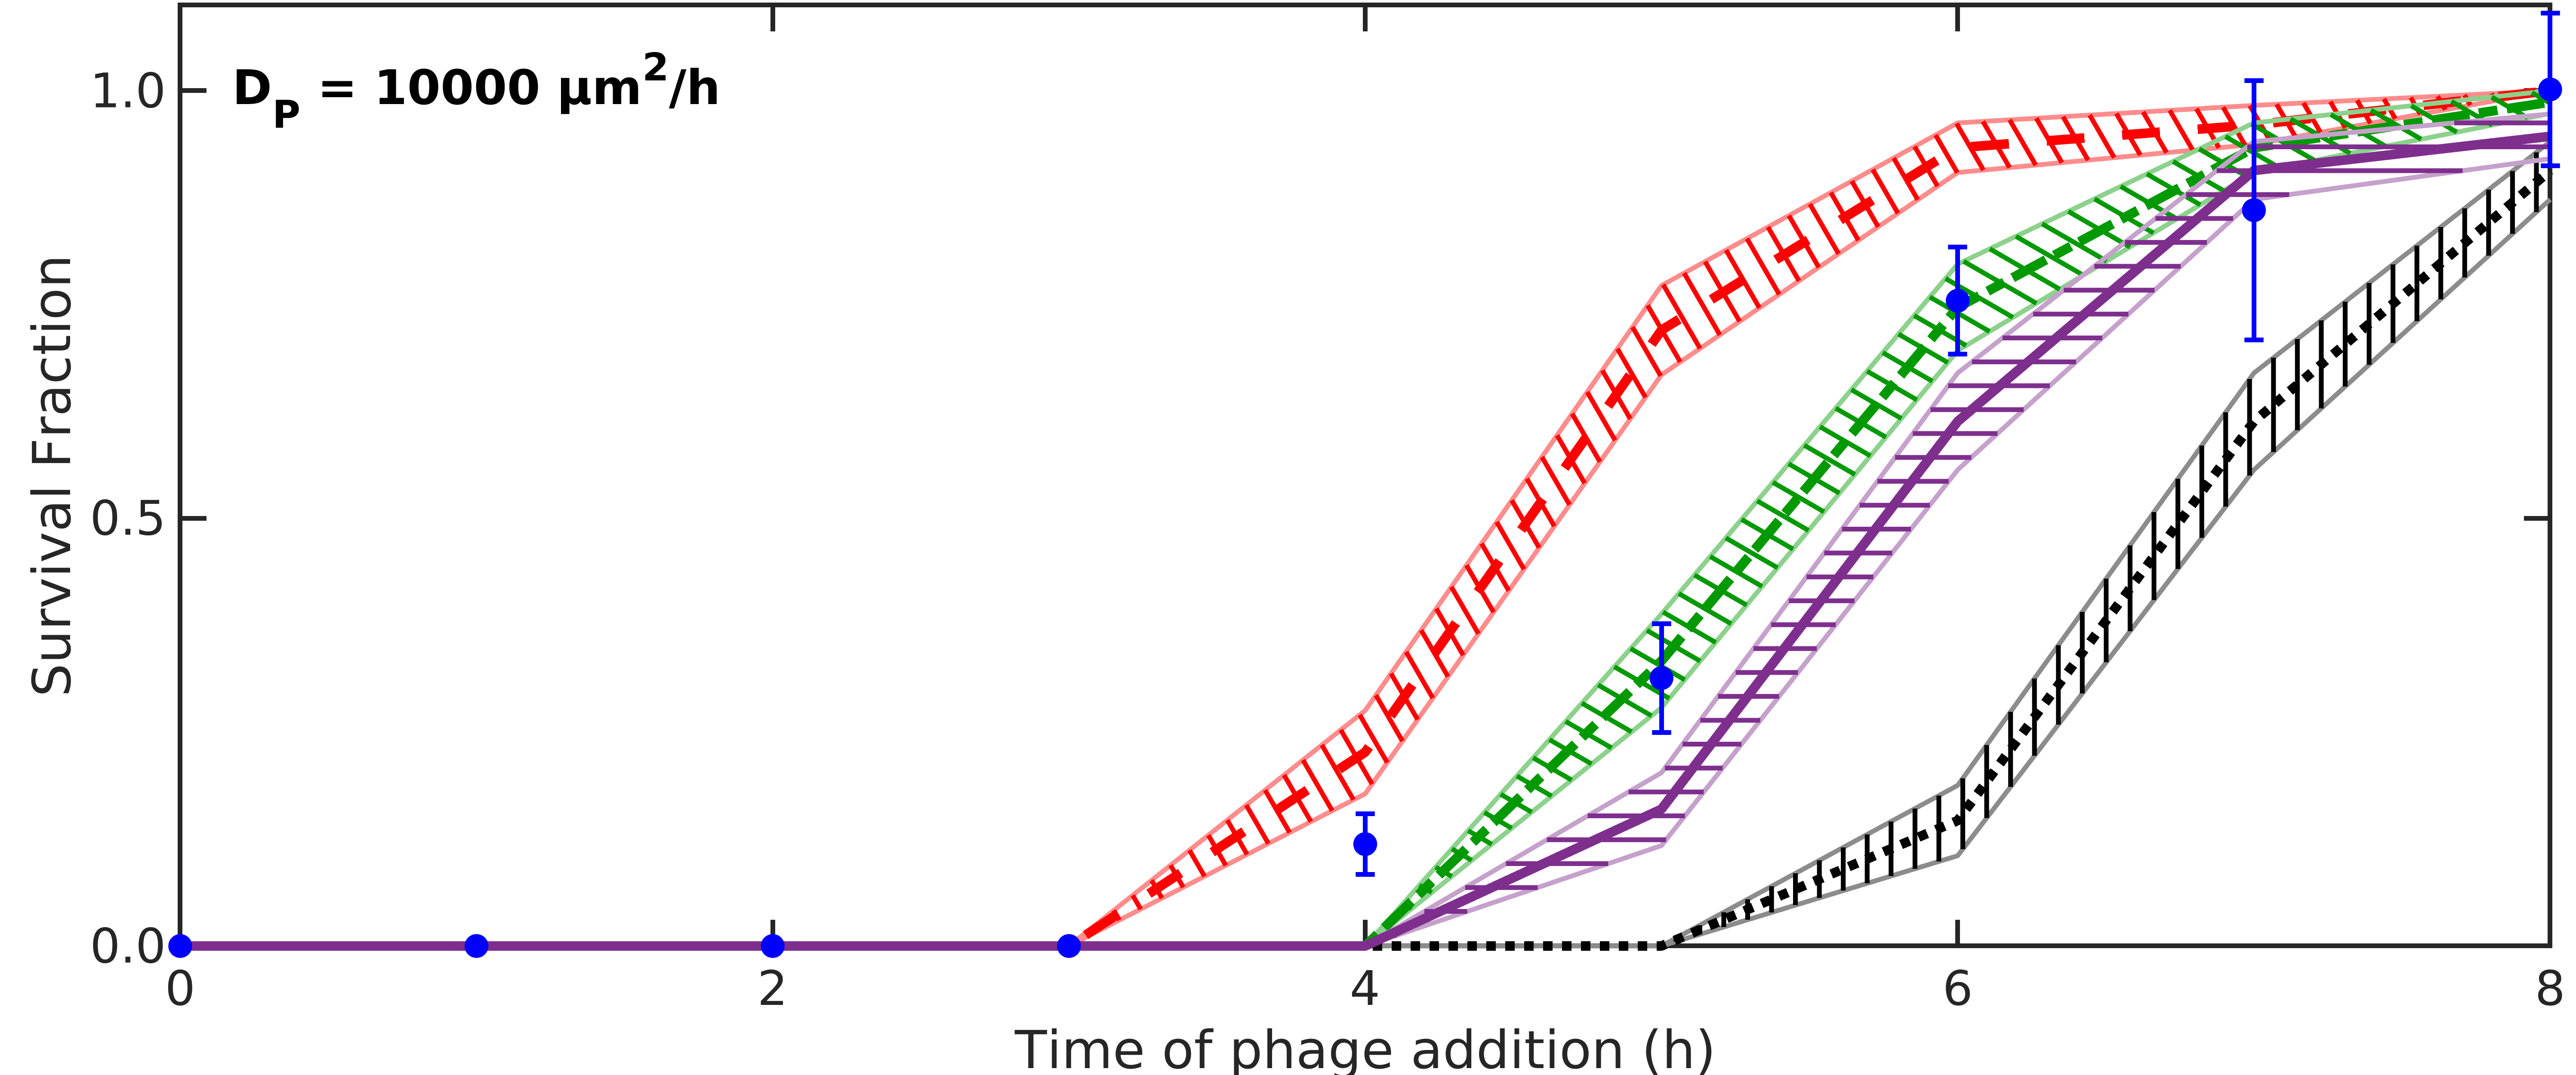 D_P = 10000 µm²/h
1.0
0.5
0.0
Survival Fraction
0 2 4 6 8
Time of phage addition (h)